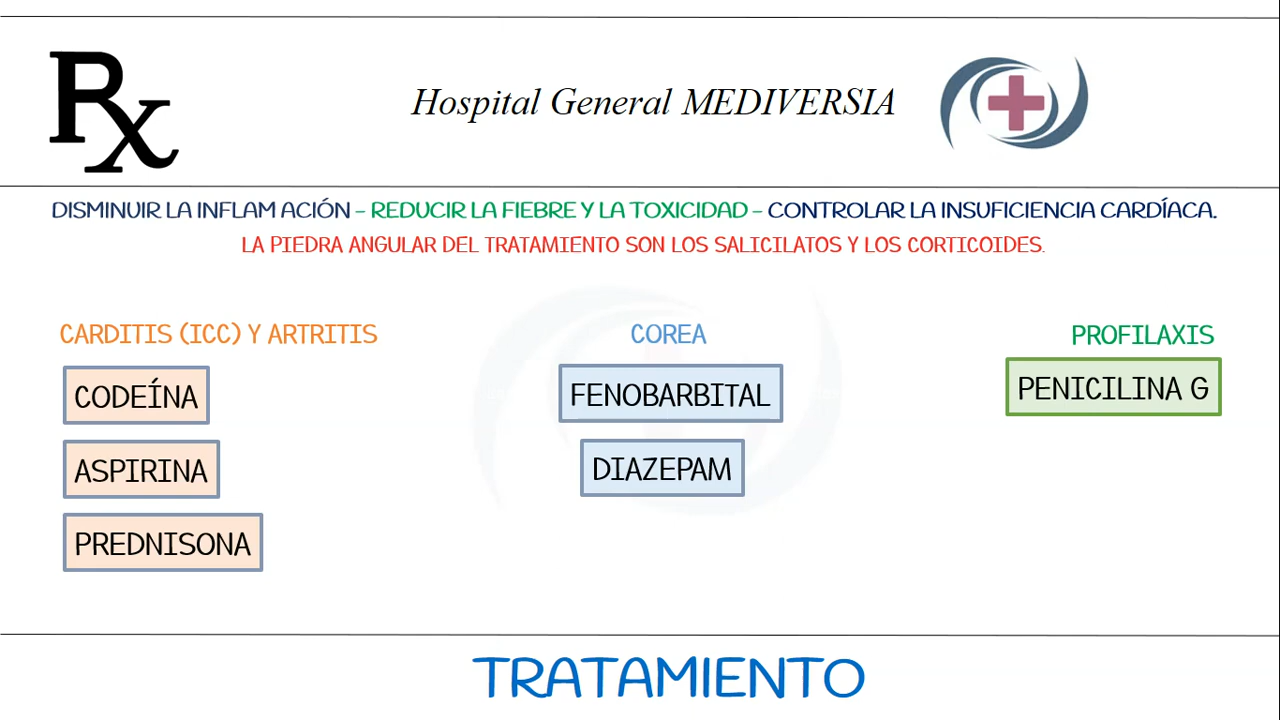 Rx
Hospital General MEDIVERSIA
DISMINUIR LA INFLAM ACIÓN – REDUCIR LA FIEBRE Y LA TOXICIDAD – CONTROLAR LA INSUFICIENCIA CARDÍACA.
LA PIEDRA ANGULAR DEL TRATAMIENTO SON LOS SALICILATOS Y LOS CORTICOIDES.
CARDITIS (ICC) Y ARTRITIS
CODEÍNA
ASPIRINA
PREDNISONA
COREA
FENOBARBITAL
DIAZEPAM
PROFILAXIS
PENICILINA G
TRATAMIENTO